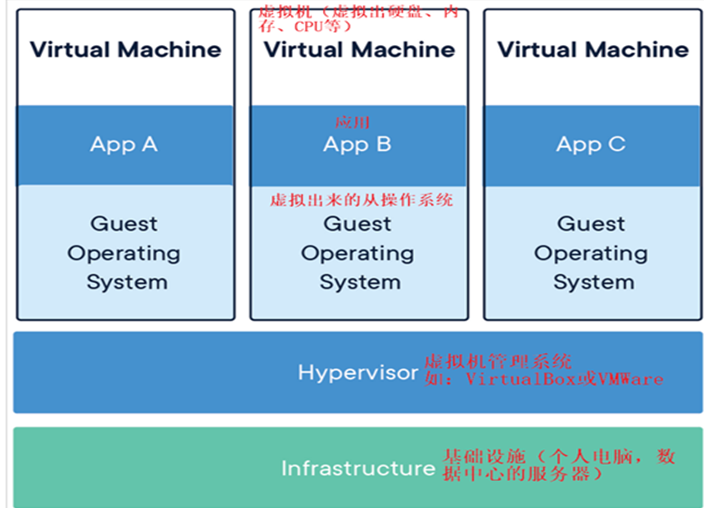 虚拟机（虚拟出硬盘、内
存、CPU等）
Virtual Machine
Virtual Machine
Virtual Machine
应用
App A
App B
App C
虚拟出来的从操作系统
Guest
Operating
System
Guest
Operating
System
Guest
Operating
System
Hypervisor
虚拟机管理系统
如：VirtualBox或VMWare
Infrastructure
基础设施（个人电脑，数
据中心的服务器）